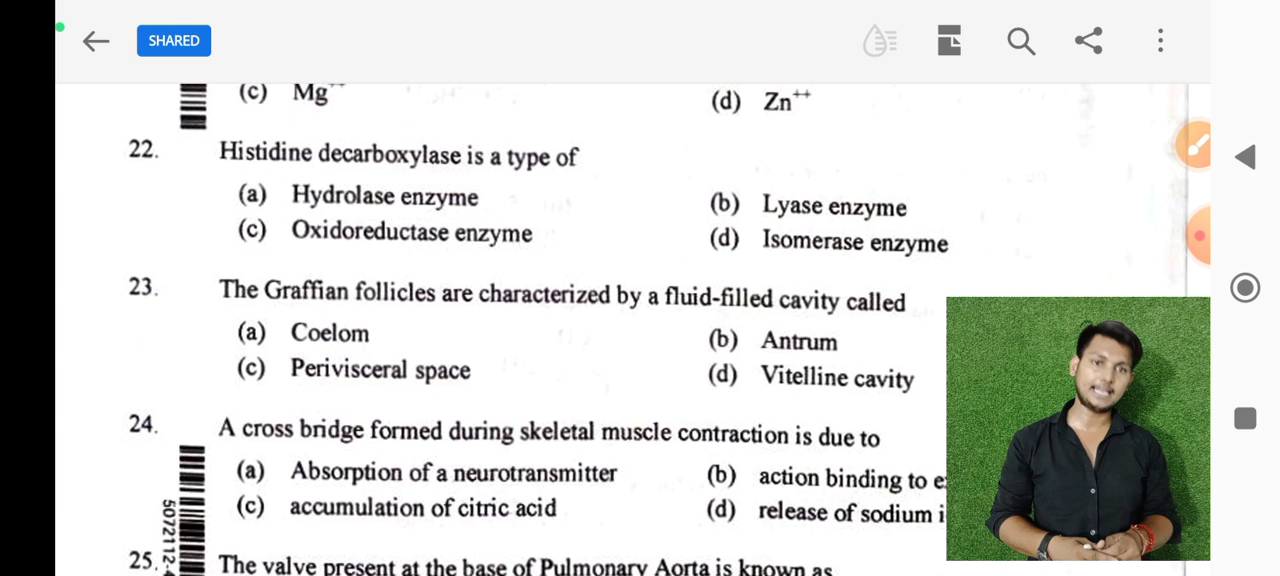 SHARED
(c) Mg++
(d) Zn++
22. Histidine decarboxylase is a type of
(a) Hydrolase enzyme
(b) Lyase enzyme
(c) Oxidoreductase enzyme
(d) Isomerase enzyme
23. The Graffian follicles are characterized by a fluid-filled cavity called
(a) Coelom
(b) Antrum
(c) Perivisceral space
(d) Vitelline cavity
24. A cross bridge formed during skeletal muscle contraction is due to
(a) Absorption of a neurotransmitter
(b) action binding to
(c) accumulation of citric acid
(d) release of sodium
5072112-
25. The valve present at the base of Pulmonary Aorta is known as